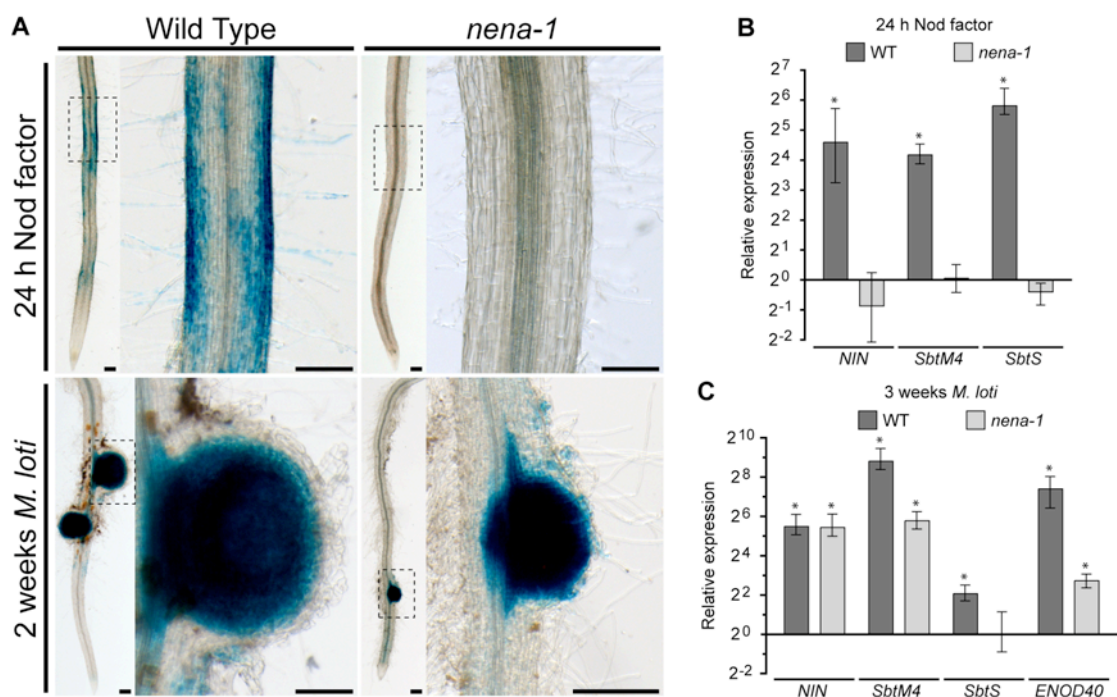 A
Wild Type
nena-1
24 h Nod factor
2 weeks M. loti
B
24 h Nod factor
WT
nena-1
Relative expression
2^7
2^6
2^5
2^4
2^3
2^2
2^1
2^0
2^-1
2^-2
*
*
*
NIN
SbtM4
SbtS
C
3 weeks M. loti
WT
nena-1
Relative expression
2^10
2^8
2^6
2^4
2^2
2^0
2^-2
*
*
*
*
*
*
*
NIN
SbtM4
SbtS
ENOD40